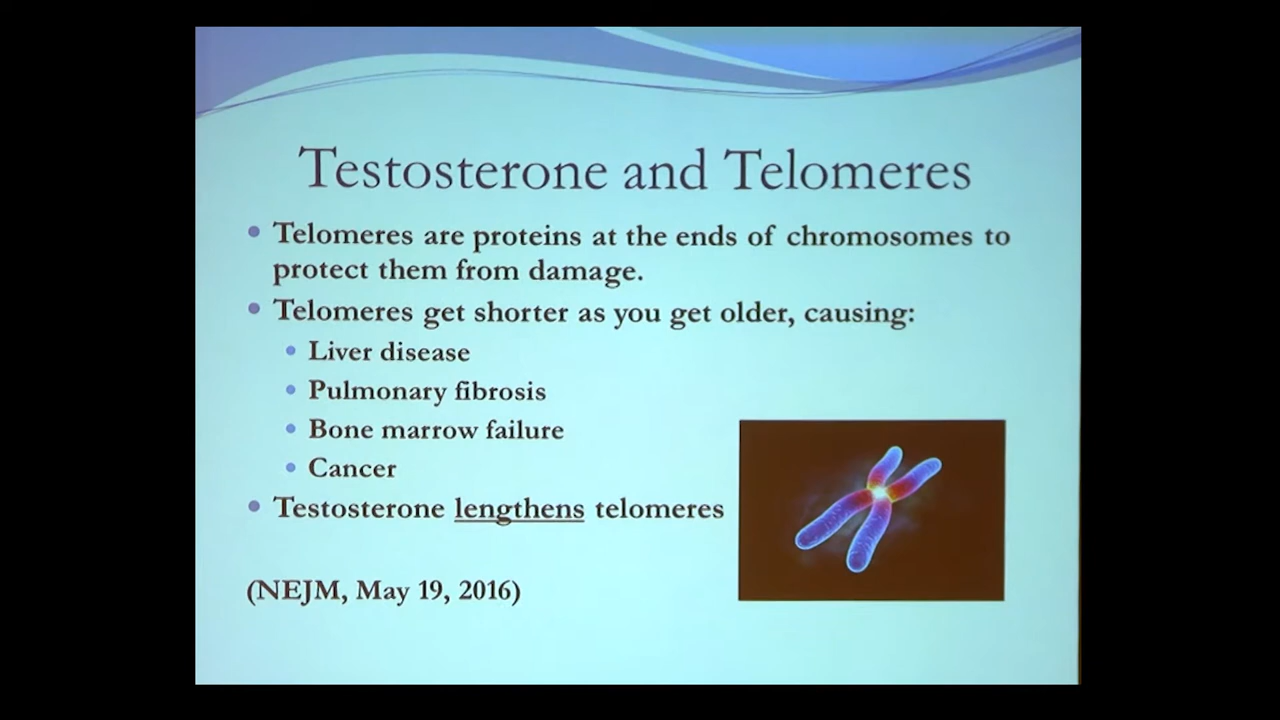 Testosterone and Telomeres
• Telomeres are proteins at the ends of chromosomes to
protect them from damage.
• Telomeres get shorter as you get older, causing:
• Liver disease
• Pulmonary fibrosis
• Bone marrow failure
• Cancer
• Testosterone lengthens telomeres
(NEJM, May 19, 2016)